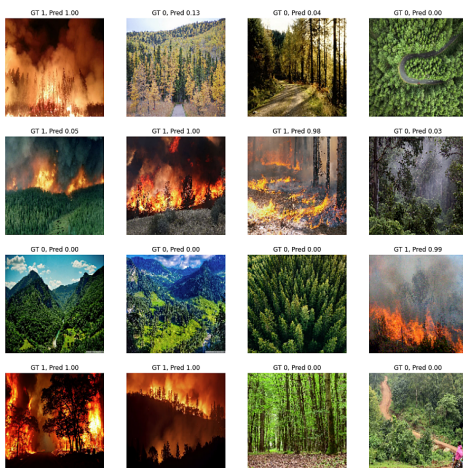 GT 1, Pred 1.00
GT 0, Pred 0.13
GT 0, Pred 0.04
GT 0, Pred 0.00
GT 1, Pred 0.05
GT 1, Pred 1.00
GT 1, Pred 0.98
GT 0, Pred 0.03
GT 0, Pred 0.00
GT 0, Pred 0.00
GT 0, Pred 0.00
GT 1, Pred 0.99
GT 1, Pred 1.00
GT 1, Pred 1.00
GT 0, Pred 0.00
GT 0, Pred 0.00